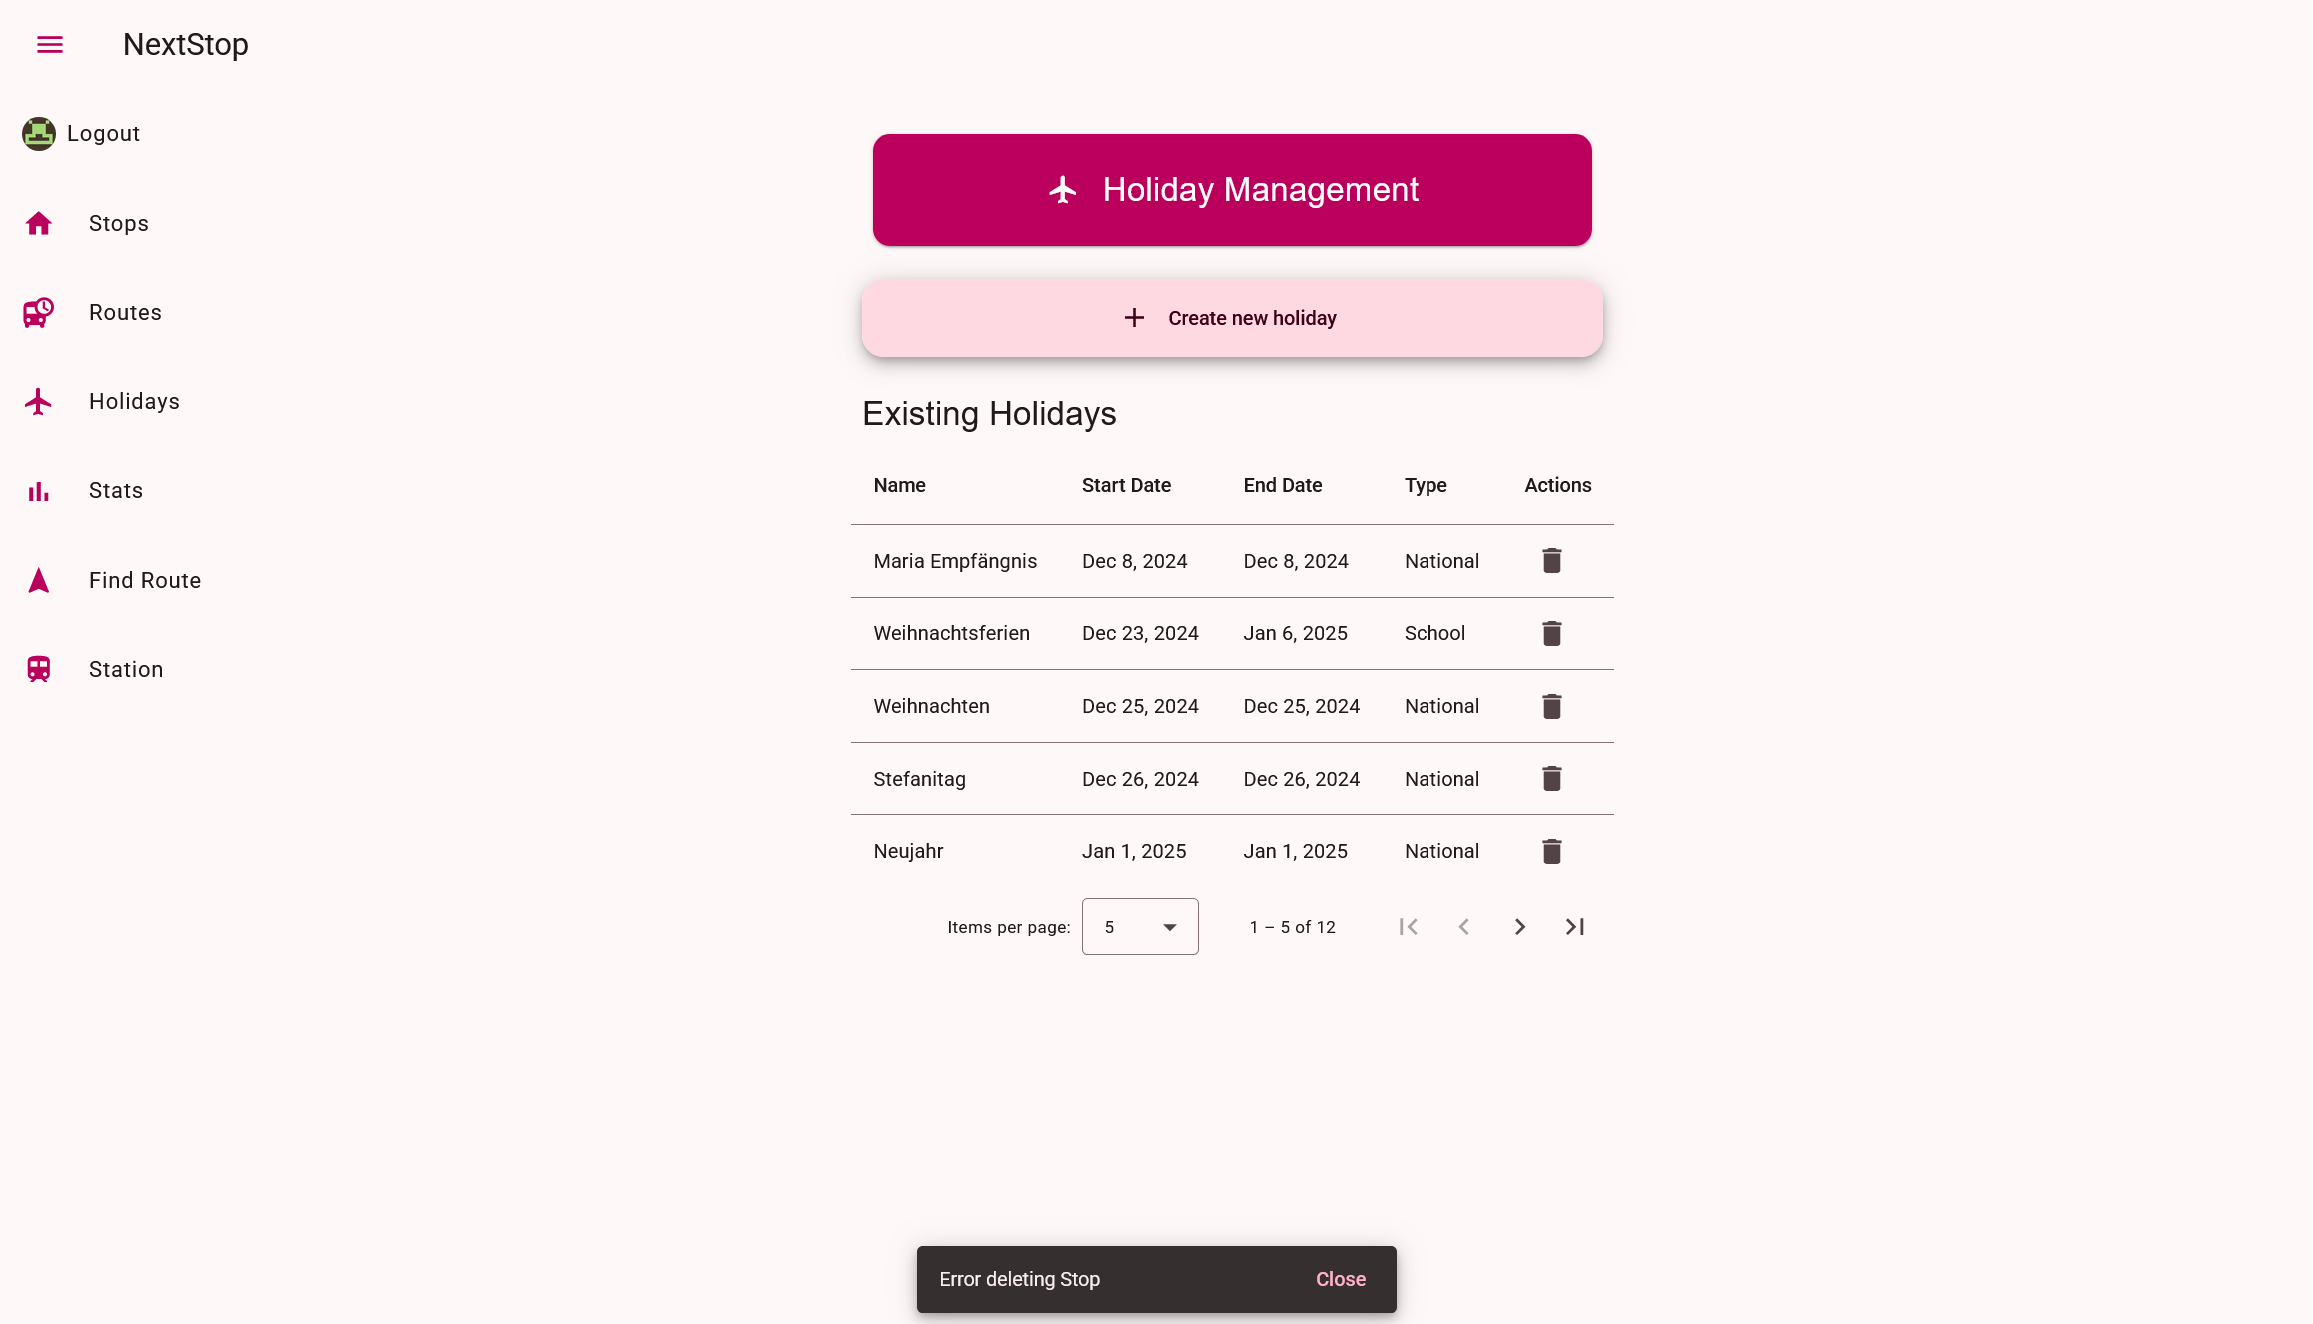 NextStop
Logout
Stops
Routes
Holidays
Stats
Find Route
Station
Holiday Management
Create new holiday
Existing Holidays
Name Start Date End Date Type Actions
Maria Empfängnis Dec 8, 2024 Dec 8, 2024 National
Weihnachtsferien Dec 23, 2024 Jan 6, 2025 School
Weihnachten Dec 25, 2024 Dec 25, 2024 National
Stefanitag Dec 26, 2024 Dec 26, 2024 National
Neujahr Jan 1, 2025 Jan 1, 2025 National
Items per page: 5 1 – 5 of 12
Error deleting Stop Close